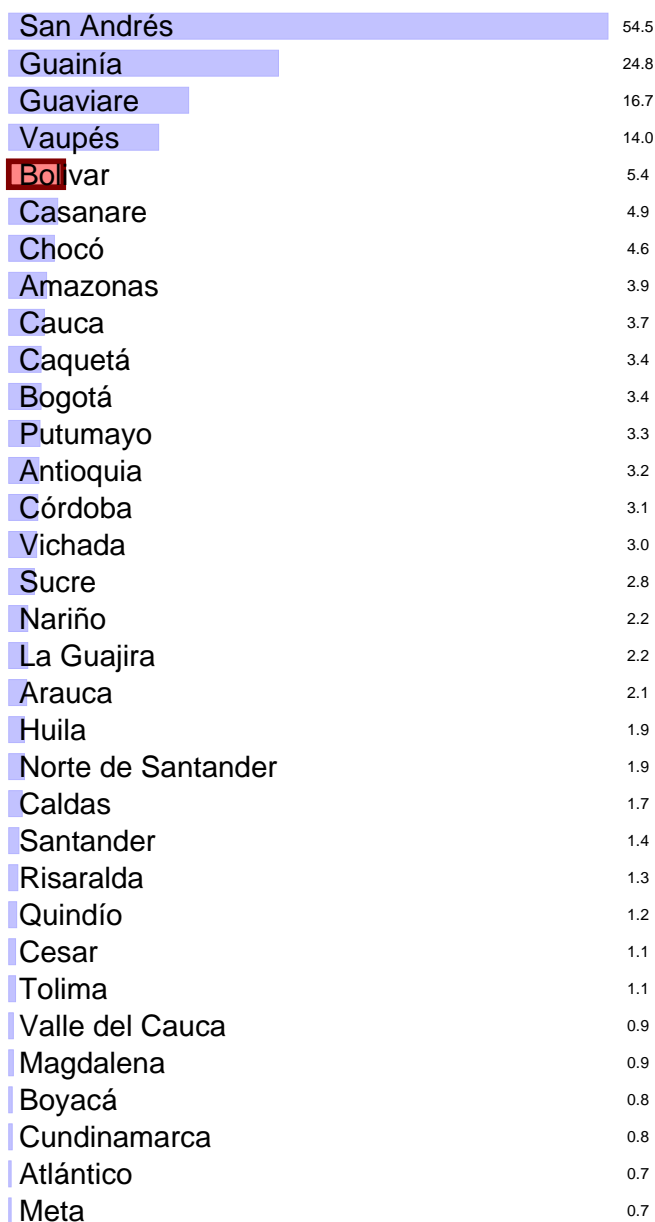 San Andrés 54.5
Guainía 24.8
Guaviare 16.7
Vaupés 14.0
Bolívar 5.4
Casanare 4.9
Chocó 4.6
Amazonas 3.9
Cauca 3.7
Caquetá 3.4
Bogotá 3.4
Putumayo 3.3
Antioquia 3.2
Córdoba 3.1
Vichada 3.0
Sucre 2.8
Nariño 2.2
La Guajira 2.2
Arauca 2.1
Huila 1.9
Norte de Santander 1.9
Caldas 1.7
Santander 1.4
Risaralda 1.3
Quindío 1.2
Cesar 1.1
Tolima 1.1
Valle del Cauca 0.9
Magdalena 0.9
Boyacá 0.8
Cundinamarca 0.8
Atlántico 0.7
Meta 0.7